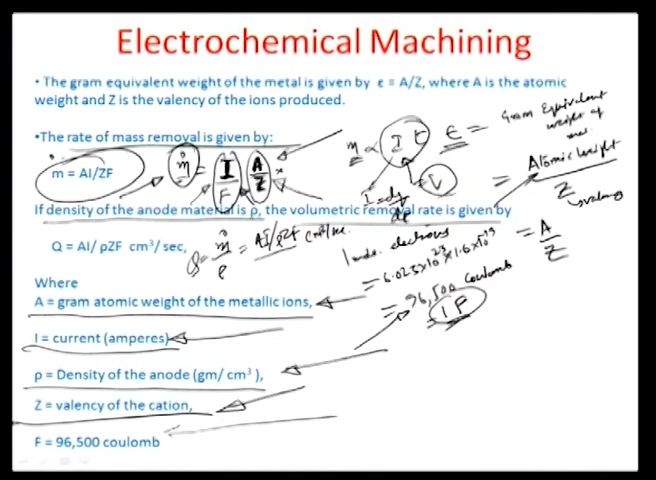 Electrochemical Machining
• The gram equivalent weight of the metal is given by ε = A/Z, where A is the atomic
weight and Z is the valency of the ions produced.
•The rate of mass removal is given by:
m = AI/ZF
ṁ = I/F A/Z
m ∝ I t ε = Gram Equivalent
weight of
= Atomic Weight
Z → valency
= A/Z
If density of the anode material is ρ, the volumetric removal rate is given by
Q = AI/ ρZF cm³/sec,
Q = ṁ/ρ = AI/ρZF cm³/sec
1 mole electrons
= 6.023×10²³ × 1.6×10⁻¹⁹
= 96,500 coulomb
= 1F
Where
A = gram atomic weight of the metallic ions,
I = current (amperes)
ρ = Density of the anode (gm/ cm³ ),
Z = valency of the cation,
F = 96,500 coulomb